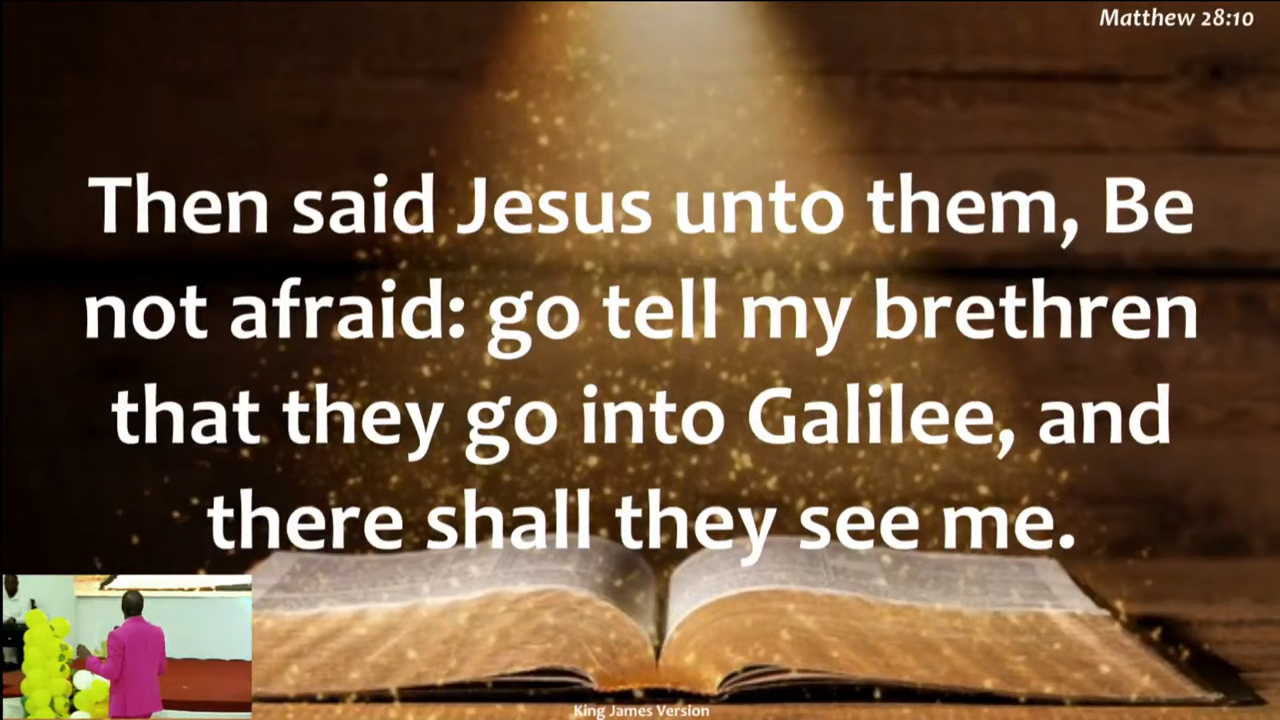 Matthew 28:10
Then said Jesus unto them, Be
not afraid: go tell my brethren
that they go into Galilee, and
there shall they see me.
King James Version